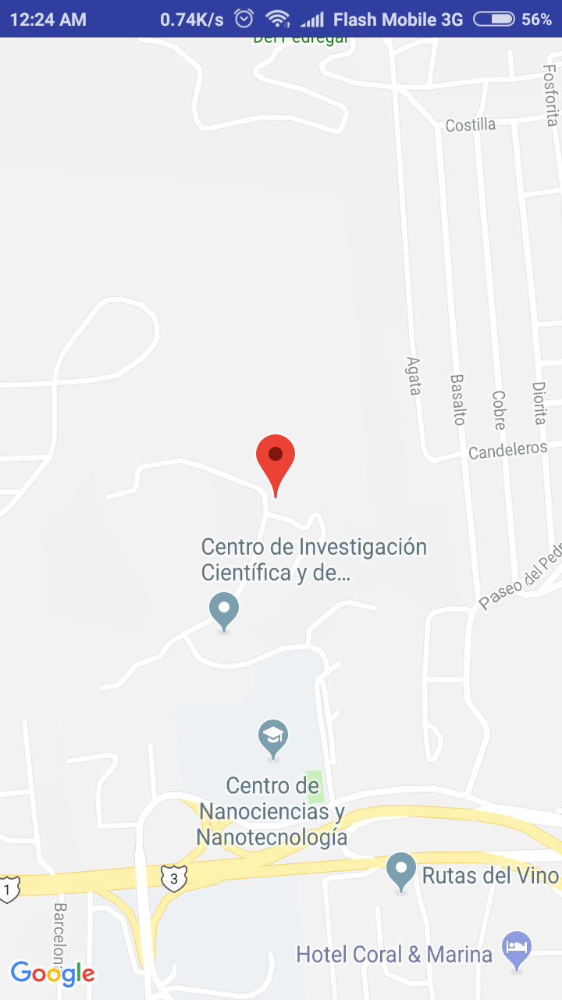 12:24 AM 0.74K/s Flash Mobile 3G 56%
Del Pedregal
Fosforita
Costilla
Agata
Basalto
Cobre
Diorita
Candeleros
Centro de Investigación
Científica y de...
Paseo del Pedr
Centro de
Nanociencias y
Nanotecnología
3
1
Rutas del Vino
Barcelona
Hotel Coral & Marina
Google